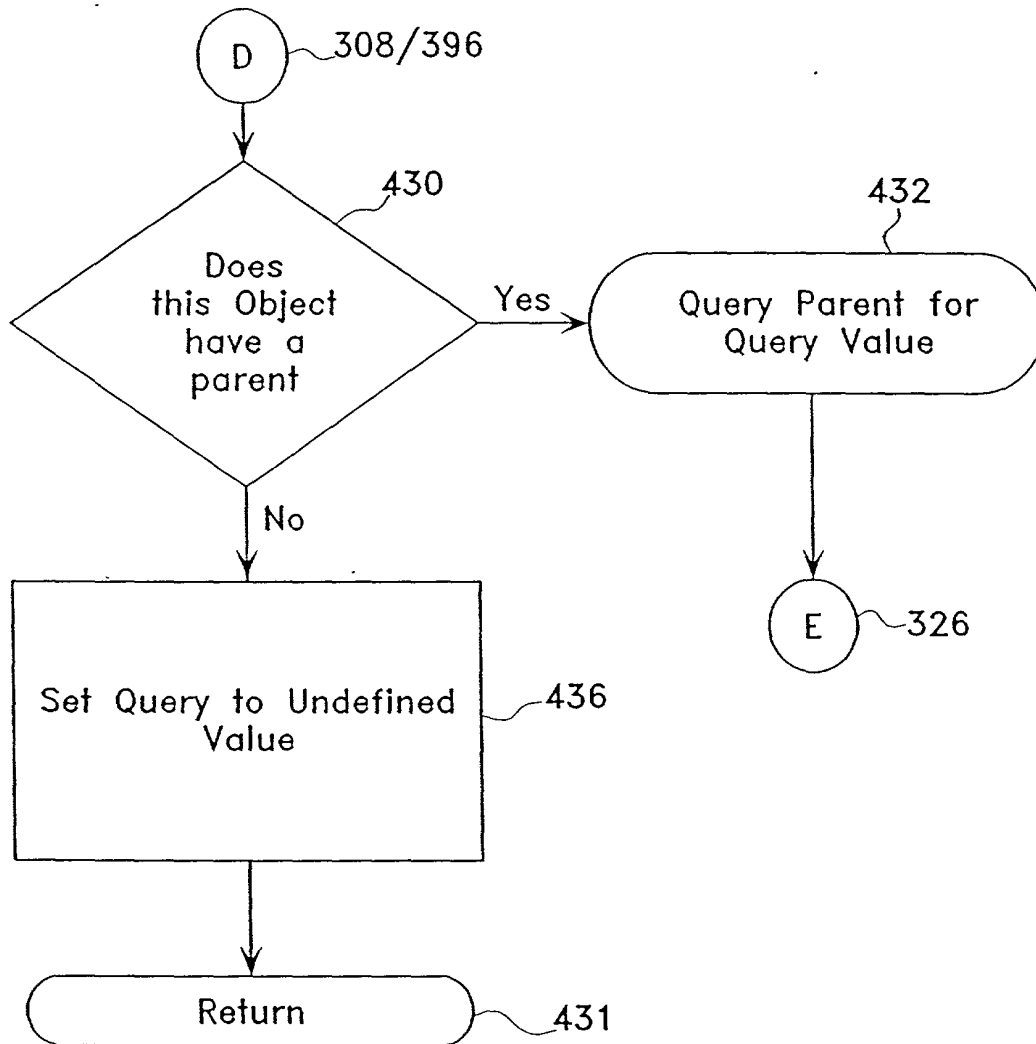 D
308/396
430
Does
this Object
have a
parent
Yes
432
Query Parent for
Query Value
No
E
326
Set Query to Undefined
Value
436
Return
431